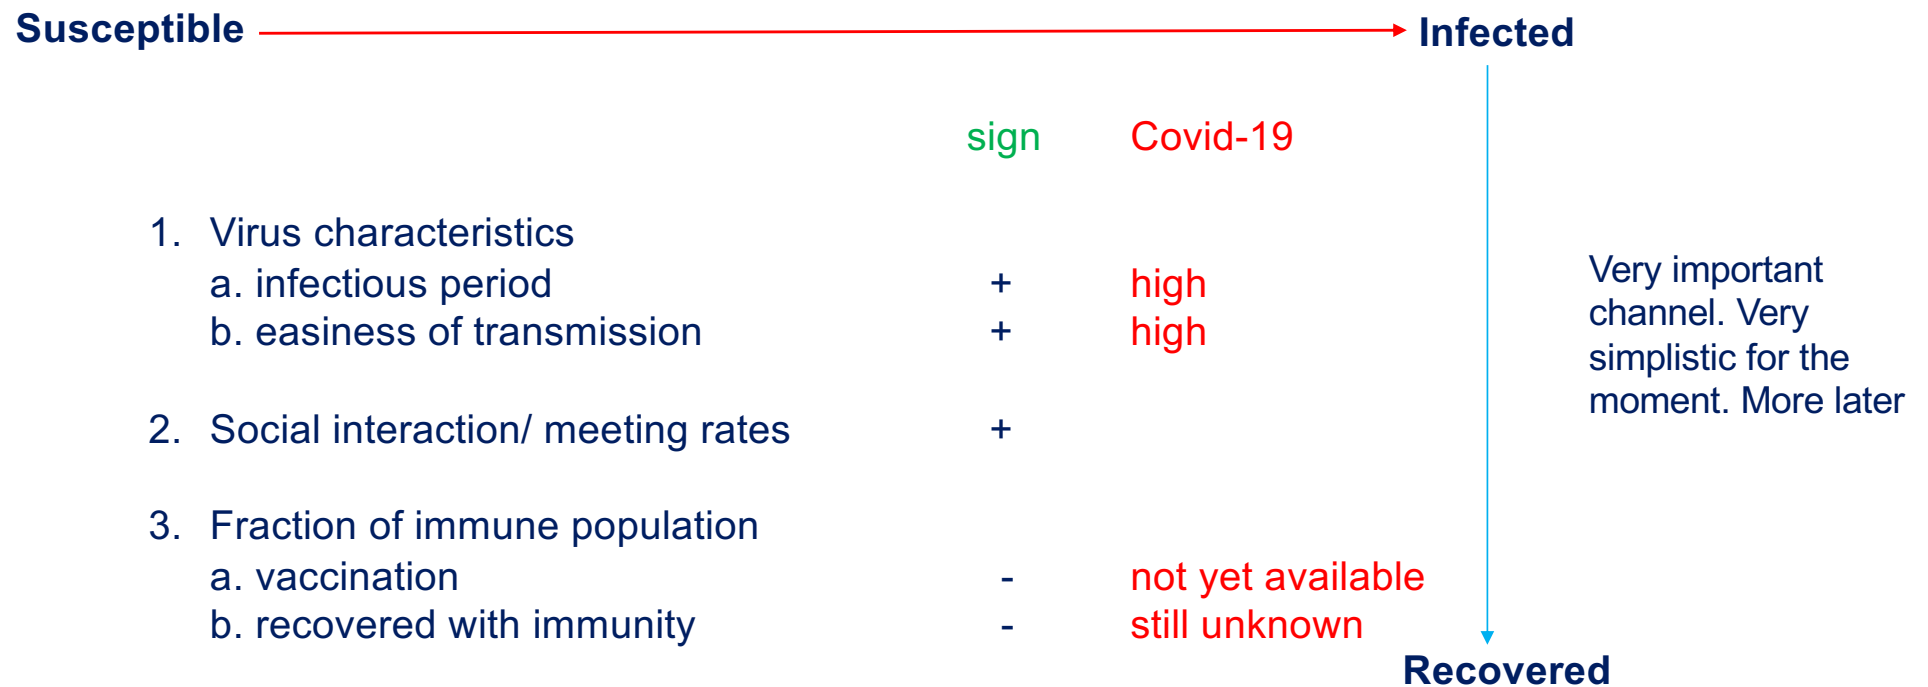 Susceptible Infected
sign Covid-19
1. Virus characteristics
a. infectious period + high
b. easiness of transmission + high
2. Social interaction/ meeting rates +
3. Fraction of immune population
a. vaccination - not yet available
b. recovered with immunity - still unknown
Very important
channel. Very
simplistic for the
moment. More later
Recovered